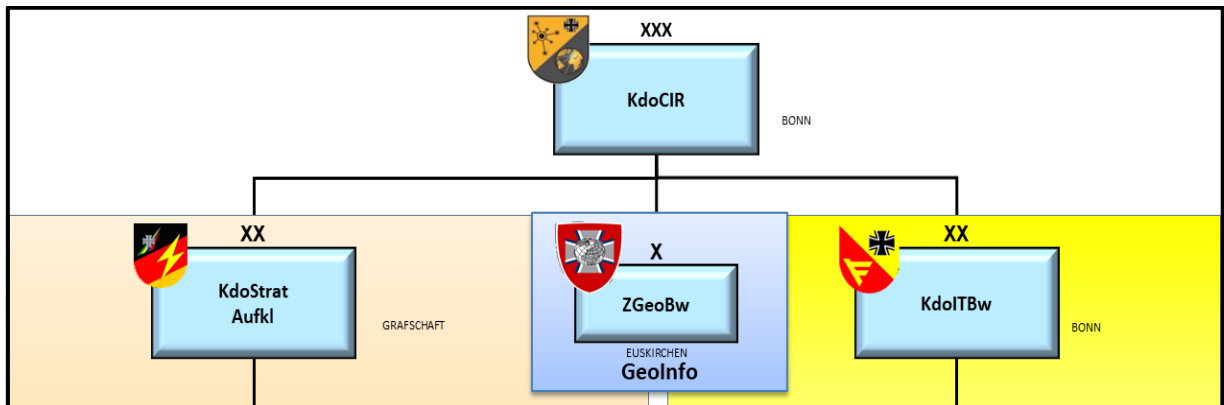 XXX
KdoCIR
BONN
XX
KdoStrat
Aufkl
GRAFSCHAFT
X
ZGeoBw
EUSKIRCHEN
GeoInfo
XX
KdoITBw
BONN